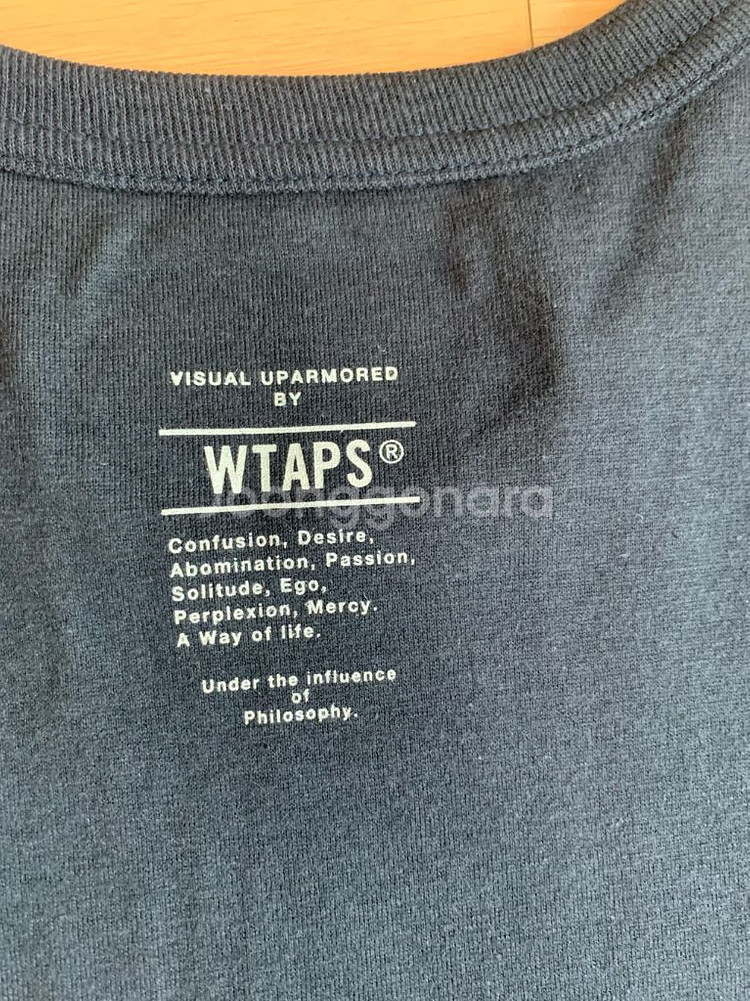 VISUAL UPARMORED
BY
WTAPS®
joonggonara
Confusion, Desire,
Abomination, Passion,
Solitude, Ego,
Perplexion, Mercy.
A Way of life.
Under the influence
of
Philosophy.